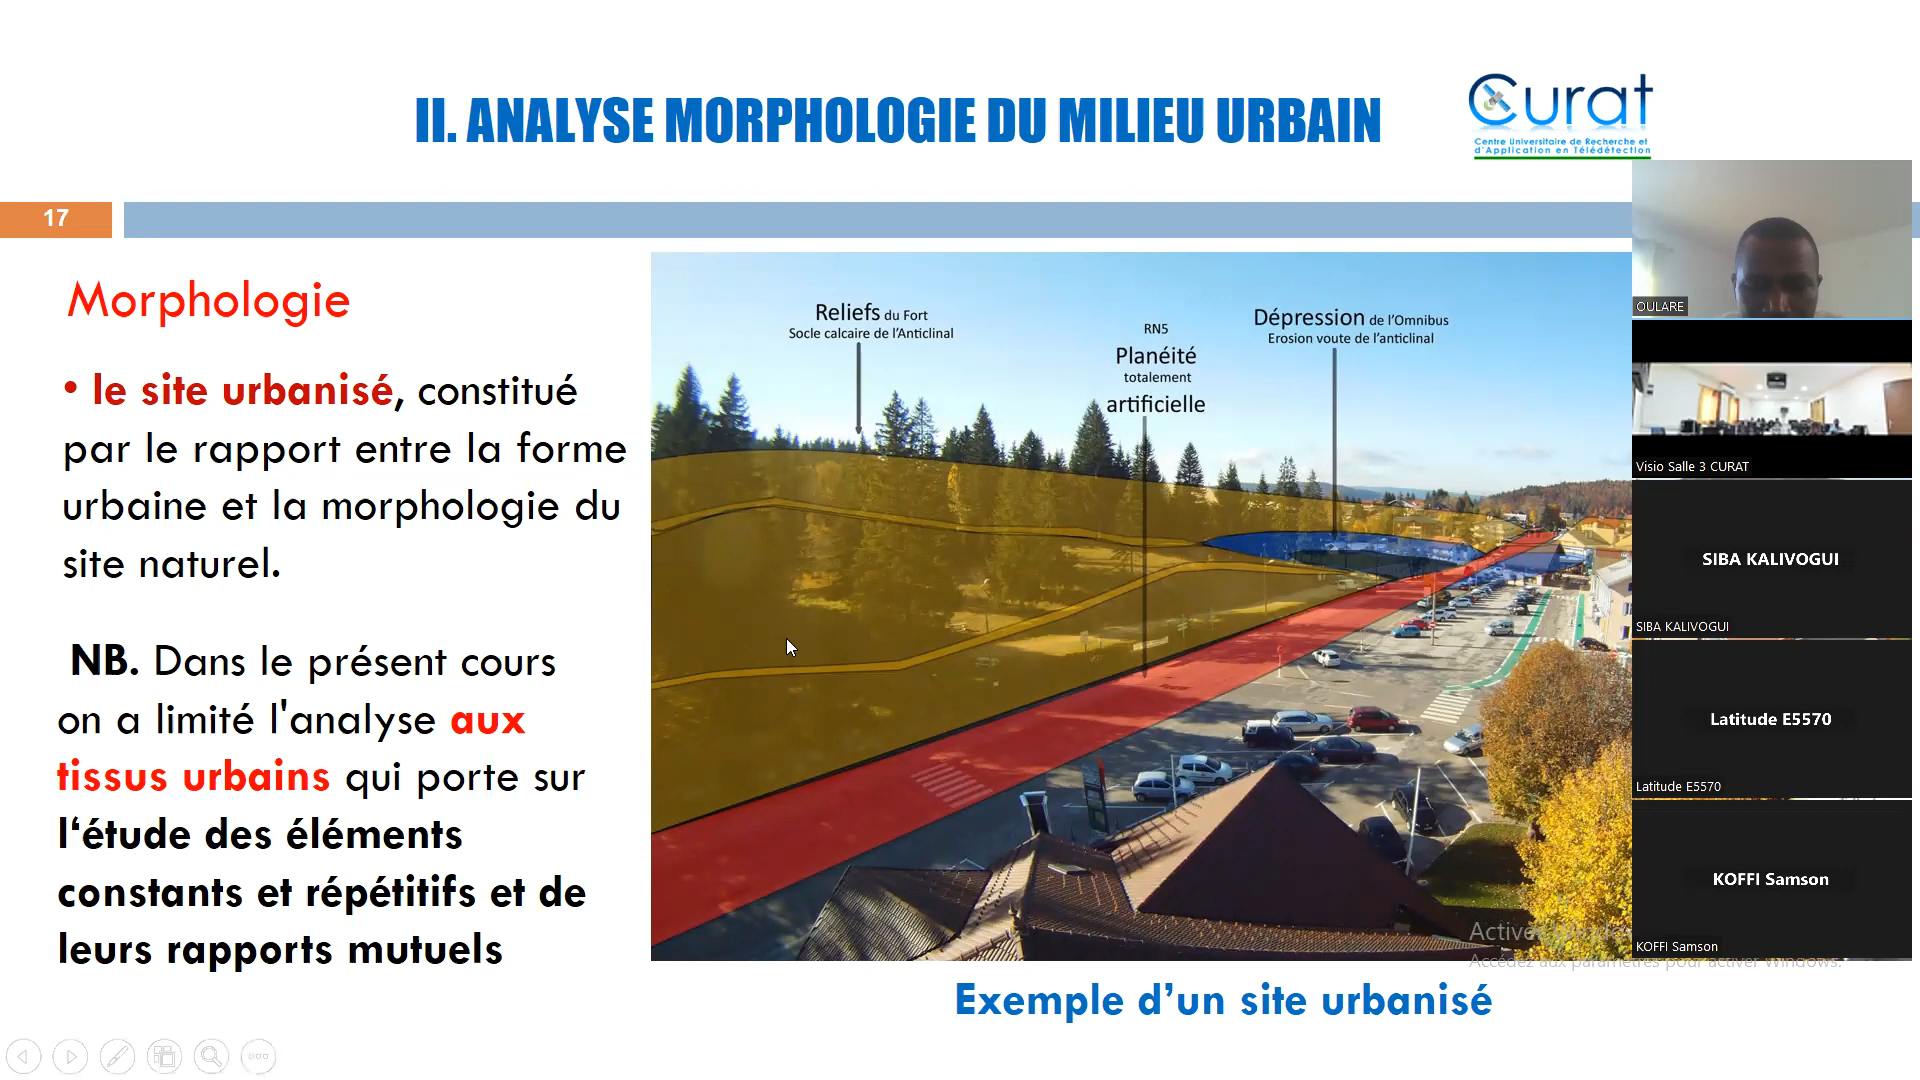 II. ANALYSE MORPHOLOGIE DU MILIEU URBAIN
Curat
Centre Universitaire de Recherche et
d'Application en Télédétection
17
Morphologie
• le site urbanisé, constitué
par le rapport entre la forme
urbaine et la morphologie du
site naturel.
NB. Dans le présent cours
on a limité l'analyse aux
tissus urbains qui porte sur
l‘étude des éléments
constants et répétitifs et de
leurs rapports mutuels
Reliefs du Fort
Socle calcaire de l'Anticlinal
RN5
Planéité
totalement
artificielle
Dépression de l'Omnibus
Erosion voute de l'anticlinal
Exemple d’un site urbanisé
OULARE
Visio Salle 3 CURAT
SIBA KALIVOGUI
SIBA KALIVOGUI
Latitude E5570
Latitude E5570
KOFFI Samson
KOFFI Samson
Accédez aux paramètres pour activer Windows.